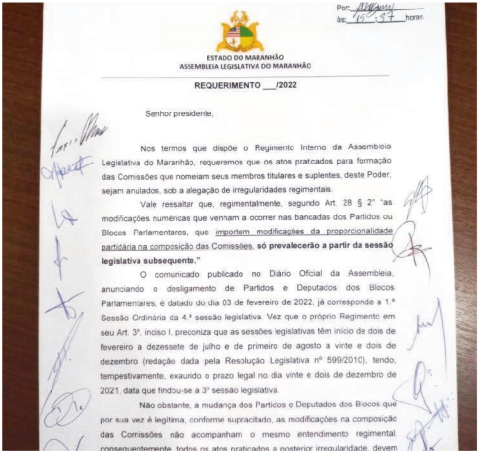 Por:
às: 15:57 horas
ESTADO DO MARANHÃO
ASSEMBLEIA LEGISLATIVA DO MARANHÃO
REQUERIMENTO ___/2022
Senhor presidente,
Nos termos que dispõe o Regimento Interno da Assembleia
Legislativa do Maranhão, requeremos que os atos praticados para formação
das Comissões que nomeiam seus membros titulares e suplentes, deste Poder,
sejam anulados, sob a alegação de irregularidades regimentais.
Vale ressaltar que, regimentalmente, segundo Art. 28 § 2° "as
modificações numéricas que venham a ocorrer nas bancadas dos Partidos ou
Blocos Parlamentares, que importem modificações da proporcionalidade
partidária na composição das Comissões, só prevalecerão a partir da sessão
legislativa subsequente."
O comunicado publicado no Diário Oficial da Assembleia,
anunciando o desligamento de Partidos e Deputados dos Blocos
Parlamentares, é datado do dia 03 de fevereiro de 2022, já corresponde a 1.ª
Sessão Ordinária da 4.ª sessão legislativa. Vez que o próprio Regimento em
seu Art. 3°, inciso I, preconiza que as sessões legislativas têm início de dois de
fevereiro a dezessete de julho e de primeiro de agosto a vinte e dois de
dezembro (redação dada pela Resolução Legislativa nº 599/2010), tendo,
tempestivamente, exaurido o prazo legal no dia vinte e dois de dezembro de
2021, data que findou-se a 3ª sessão legislativa.
Não obstante, a mudança dos Partidos e Deputados dos Blocos que
por sua vez é legítima, conforme supracitado, as modificações na composição
das Comissões não acompanham o mesmo entendimento regimental
consequentemente, todos os atos praticados a posterior irregularidade, devem